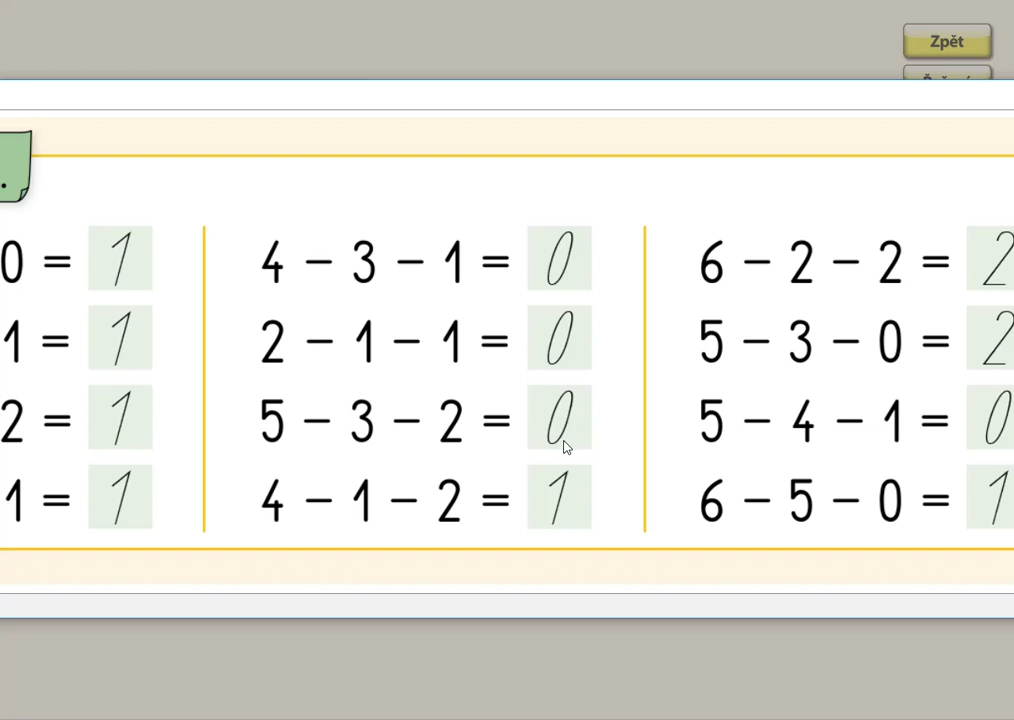 Zpět
.
0 = 1 4 - 3 - 1 = 0 6 - 2 - 2 = 2
1 = 1 2 - 1 - 1 = 0 5 - 3 - 0 = 2
2 = 1 5 - 3 - 2 = 0 5 - 4 - 1 = 0
1 = 1 4 - 1 - 2 = 1 6 - 5 - 0 = 1